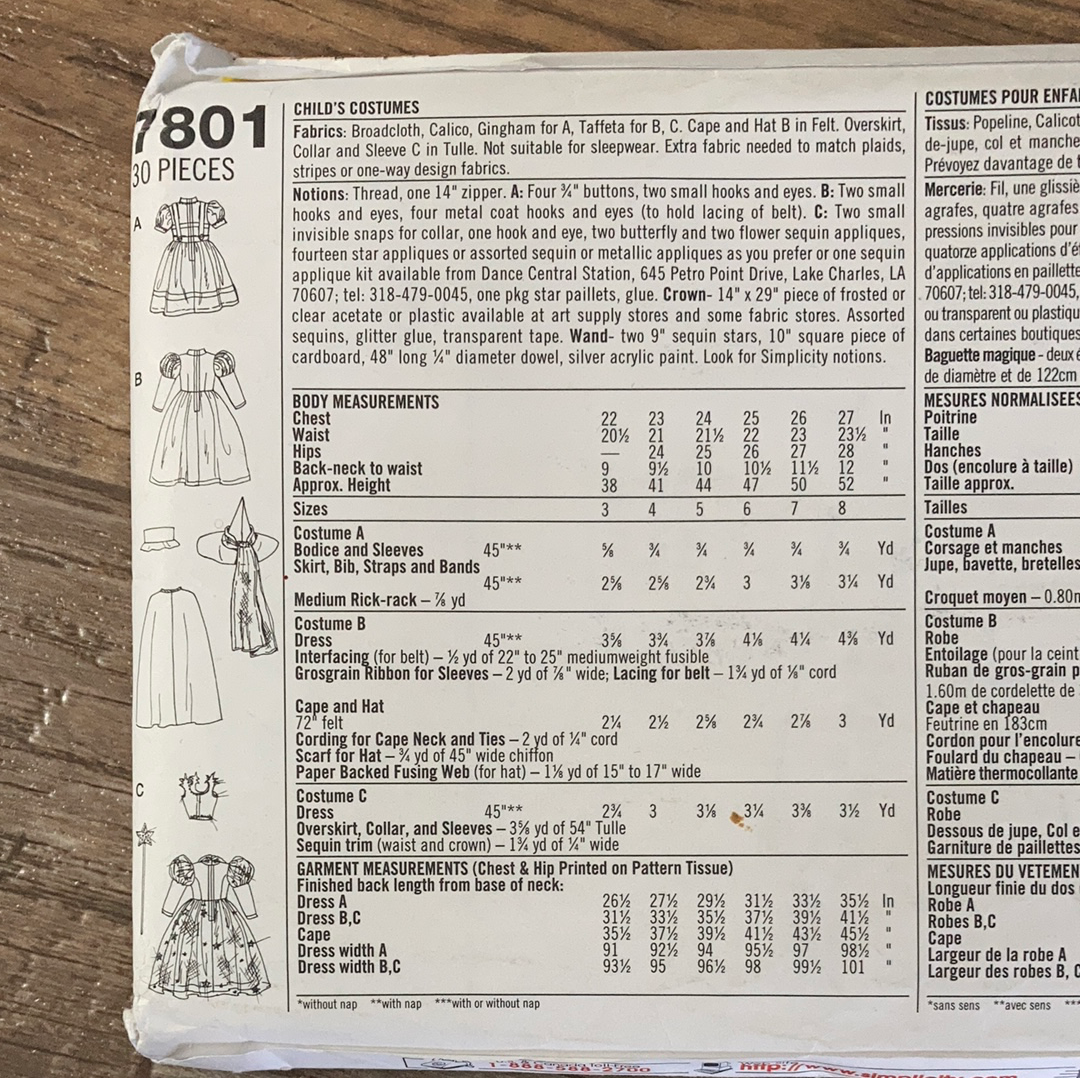 7801
30 PIECES
A
B
C
CHILD'S COSTUMES
Fabrics: Broadcloth, Calico, Gingham for A, Taffeta for B, C. Cape and Hat B in Felt. Overskirt,
Collar and Sleeve C in Tulle. Not suitable for sleepwear. Extra fabric needed to match plaids,
stripes or one-way design fabrics.
Notions: Thread, one 14" zipper. A: Four ¾" buttons, two small hooks and eyes. B: Two small
hooks and eyes, four metal coat hooks and eyes (to hold lacing of belt). C: Two small
invisible snaps for collar, one hook and eye, two butterfly and two flower sequin appliques,
fourteen star appliques or assorted sequin or metallic appliques as you prefer or one sequin
applique kit available from Dance Central Station, 645 Petro Point Drive, Lake Charles, LA
70607; tel: 318-479-0045, one pkg star paillets, glue. Crown- 14" x 29" piece of frosted or
clear acetate or plastic available at art supply stores and some fabric stores. Assorted
sequins, glitter glue, transparent tape. Wand- two 9" sequin stars, 10" square piece of
cardboard, 48" long ¼" diameter dowel, silver acrylic paint. Look for Simplicity notions.
BODY MEASUREMENTS
Chest 22 23 24 25 26 27 In
Waist 20½ 21 21½ 22 23 23½ "
Hips — 24 25 26 27 28 "
Back-neck to waist 9 9½ 10 10½ 11½ 12 "
Approx. Height 38 41 44 47 50 52 "
Sizes 3 4 5 6 7 8
Costume A
Bodice and Sleeves 45"** ⅝ ¾ ¾ ¾ ¾ ¾ Yd
Skirt, Bib, Straps and Bands
45"** 2⅝ 2⅝ 2¾ 3 3⅛ 3¼ Yd
Medium Rick-rack – ⅞ yd
Costume B
Dress 45"** 3⅝ 3¾ 3⅞ 4⅛ 4¼ 4⅜ Yd
Interfacing (for belt) – ½ yd of 22" to 25" mediumweight fusible
Grosgrain Ribbon for Sleeves – 2 yd of ⅞" wide; Lacing for belt – 1¾ yd of ⅛" cord
Cape and Hat
72" felt 2¼ 2½ 2⅝ 2¾ 2⅞ 3 Yd
Cording for Cape Neck and Ties – 2 yd of ¼" cord
Scarf for Hat – ¾ yd of 45" wide chiffon
Paper Backed Fusing Web (for hat) – 1⅛ yd of 15" to 17" wide
Costume C
Dress 45"** 2¾ 3 3⅛ 3¼ 3⅜ 3½ Yd
Overskirt, Collar, and Sleeves – 3⅝ yd of 54" Tulle
Sequin trim (waist and crown) – 1¾ yd of ¼" wide
GARMENT MEASUREMENTS (Chest & Hip Printed on Pattern Tissue)
Finished back length from base of neck:
Dress A 26½ 27½ 29½ 31½ 33½ 35½ In
Dress B,C 31½ 33½ 35½ 37½ 39½ 41½ "
Cape 35½ 37½ 39½ 41½ 43½ 45½ "
Dress width A 91 92½ 94 95½ 97 98½ "
Dress width B,C 93½ 95 96½ 98 99½ 101 "
*without nap **with nap ***with or without nap
COSTUMES POUR
Tissus: Popeline,
de-jupe, col et
Prévoyez davantage de
Mercerie: Fil, une
agrafes, quatre agrafes
pressions invisibles pour
quatorze applications
d'applications en
70607; tel: 318-479-0045,
ou transparent ou
dans certaines boutiques
Baguette magique -
de diamètre et de 122cm
MESURES NORMALISEES
Poitrine
Taille
Hanches
Dos (encolure à taille)
Taille approx.
Tailles
Costume A
Corsage et manches
Jupe, bavette, bretelles
Croquet moyen –
Costume B
Robe
Entoilage (pour la
Ruban de gros-grain
1.60m de cordelette de
Cape et chapeau
Feutrine en 183cm
Cordon pour
Foulard du chapeau –
Matière thermocollante
Costume C
Robe
Dessous de jupe, Col
Garniture de paillettes
MESURES DU
Longueur finie du dos
Robe A
Robes B,C
Cape
Largeur de la robe A
Largeur des robes B,
*sans sens **avec sens
1-888-588-2700